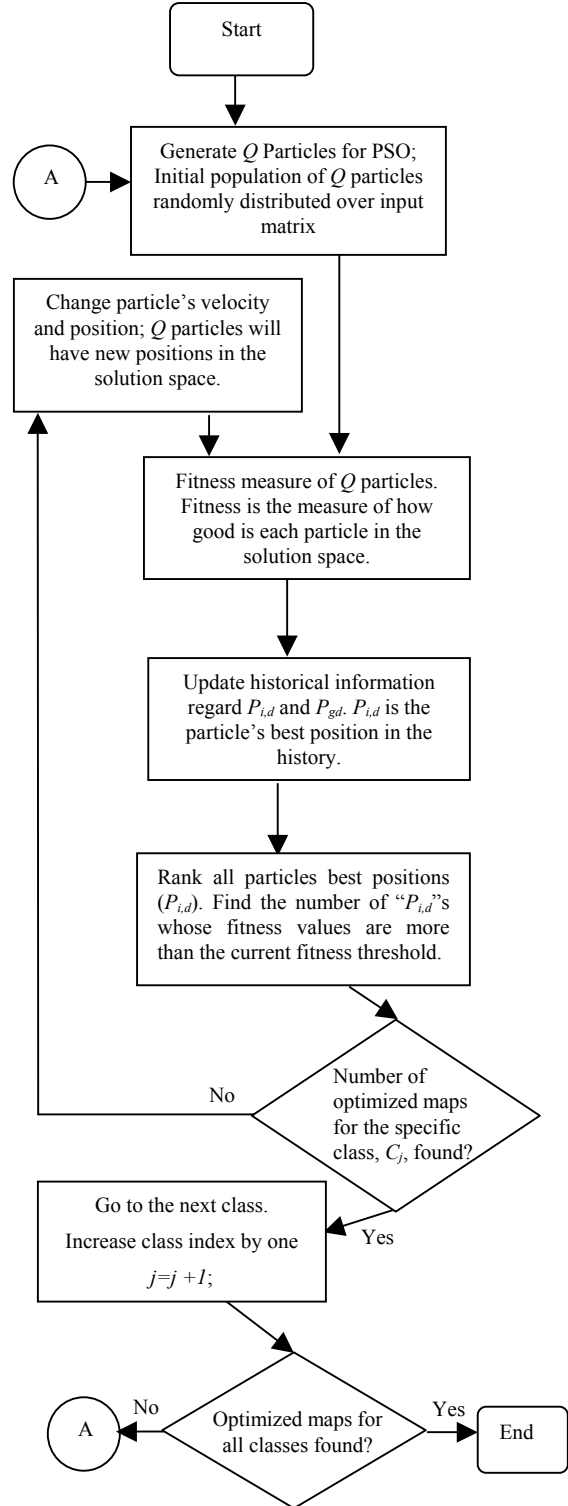 Start
A
Generate Q Particles for PSO;
Initial population of Q particles
randomly distributed over input
matrix
Change particle’s velocity
and position; Q particles will
have new positions in the
solution space.
Fitness measure of Q particles.
Fitness is the measure of how
good is each particle in the
solution space.
Update historical information
regard Pi,d and Pgd. Pi,d is the
particle’s best position in the
history.
Rank all particles best positions
(Pi,d). Find the number of “Pi,d”s
whose fitness values are more
than the current fitness threshold.
No
Number of
optimized maps
for the specific
class, Cj, found?
Yes
Go to the next class.
Increase class index by one
j=j +1;
No
A
Optimized maps for
all classes found?
Yes
End